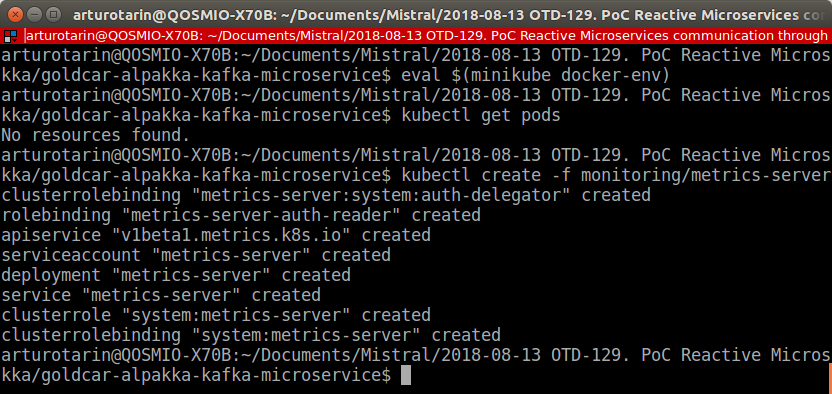 arturotarin@QOSMIO-X70B: ~/Documents/Mistral/2018-08-13 OTD-129. PoC Reactive Microservices com
arturotarin@QOSMIO-X70B: ~/Documents/Mistral/2018-08-13 OTD-129. PoC Reactive Microservices communication through
arturotarin@QOSMIO-X70B:~/Documents/Mistral/2018-08-13 OTD-129. PoC Reactive Micros
kka/goldcar-alpakka-kafka-microservice$ eval $(minikube docker-env)
arturotarin@QOSMIO-X70B:~/Documents/Mistral/2018-08-13 OTD-129. PoC Reactive Micros
kka/goldcar-alpakka-kafka-microservice$ kubectl get pods
No resources found.
arturotarin@QOSMIO-X70B:~/Documents/Mistral/2018-08-13 OTD-129. PoC Reactive Micros
kka/goldcar-alpakka-kafka-microservice$ kubectl create -f monitoring/metrics-server
clusterrolebinding "metrics-server:system:auth-delegator" created
rolebinding "metrics-server-auth-reader" created
apiservice "v1beta1.metrics.k8s.io" created
serviceaccount "metrics-server" created
deployment "metrics-server" created
service "metrics-server" created
clusterrole "system:metrics-server" created
clusterrolebinding "system:metrics-server" created
arturotarin@QOSMIO-X70B:~/Documents/Mistral/2018-08-13 OTD-129. PoC Reactive Micros
kka/goldcar-alpakka-kafka-microservice$